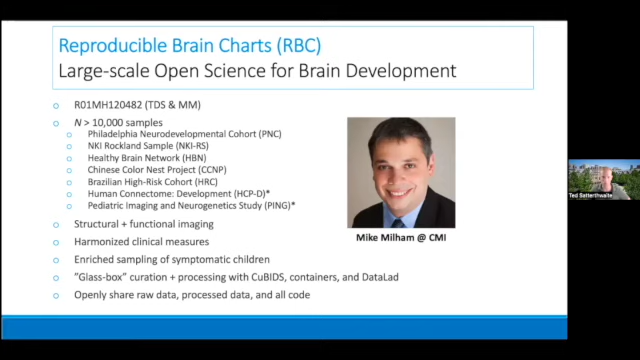 Reproducible Brain Charts (RBC)
Large-scale Open Science for Brain Development
R01MH120482 (TDS & MM)
N > 10,000 samples
Philadelphia Neurodevelopmental Cohort (PNC)
NKI Rockland Sample (NKI-RS)
Healthy Brain Network (HBN)
Chinese Color Nest Project (CCNP)
Brazilian High-Risk Cohort (HRC)
Human Connectome: Development (HCP-D)*
Pediatric Imaging and Neurogenetics Study (PING)*
Structural + functional imaging
Harmonized clinical measures
Enriched sampling of symptomatic children
"Glass-box" curation + processing with CuBIDS, containers, and DataLad
Openly share raw data, processed data, and all code
Mike Milham @ CMI
Ted Satterthwaite